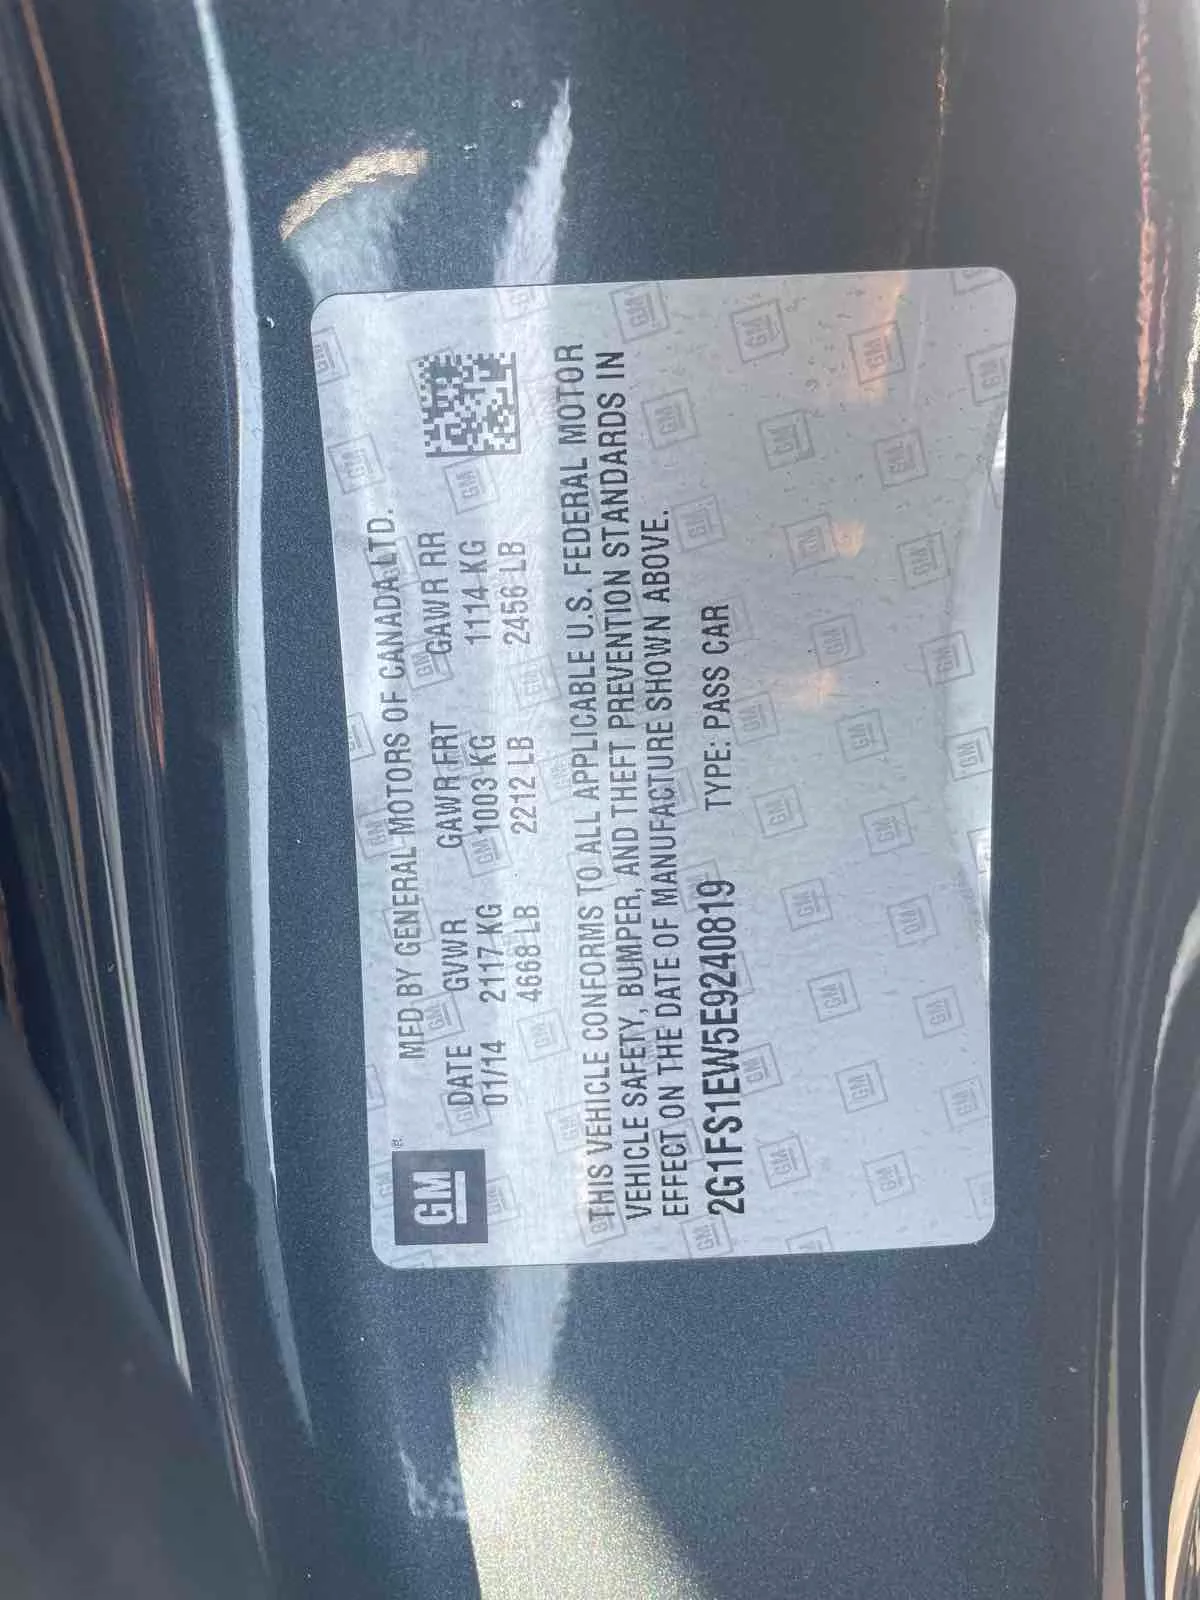 GM®
MFD BY GENERAL MOTORS OF CANADA LTD.
DATE GVWR GAWR FRT GAWR RR
01/14 2117 KG 1003 KG 1114 KG
4668 LB 2212 LB 2456 LB
THIS VEHICLE CONFORMS TO ALL APPLICABLE U.S. FEDERAL MOTOR
VEHICLE SAFETY, BUMPER, AND THEFT PREVENTION STANDARDS IN
EFFECT ON THE DATE OF MANUFACTURE SHOWN ABOVE.
2G1FS1EW5E9240819 TYPE: PASS CAR